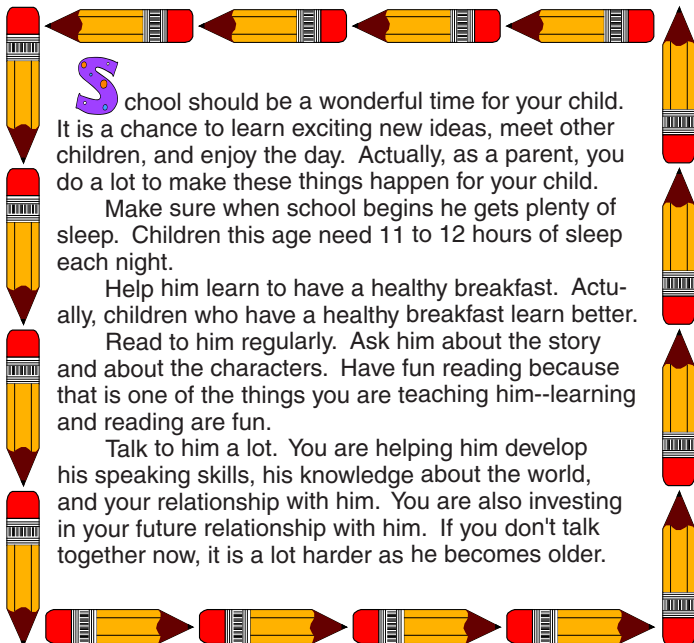 School should be a wonderful time for your child.
It is a chance to learn exciting new ideas, meet other
children, and enjoy the day.  Actually, as a parent, you
do a lot to make these things happen for your child.
Make sure when school begins he gets plenty of
sleep.  Children this age need 11 to 12 hours of sleep
each night.
Help him learn to have a healthy breakfast.  Actu-
ally, children who have a healthy breakfast learn better.
Read to him regularly.  Ask him about the story
and about the characters.  Have fun reading because
that is one of the things you are teaching him--learning
and reading are fun.
Talk to him a lot.  You are helping him develop
his speaking skills, his knowledge about the world,
and your relationship with him.  You are also investing
in your future relationship with him.  If you don't talk
together now, it is a lot harder as he becomes older.